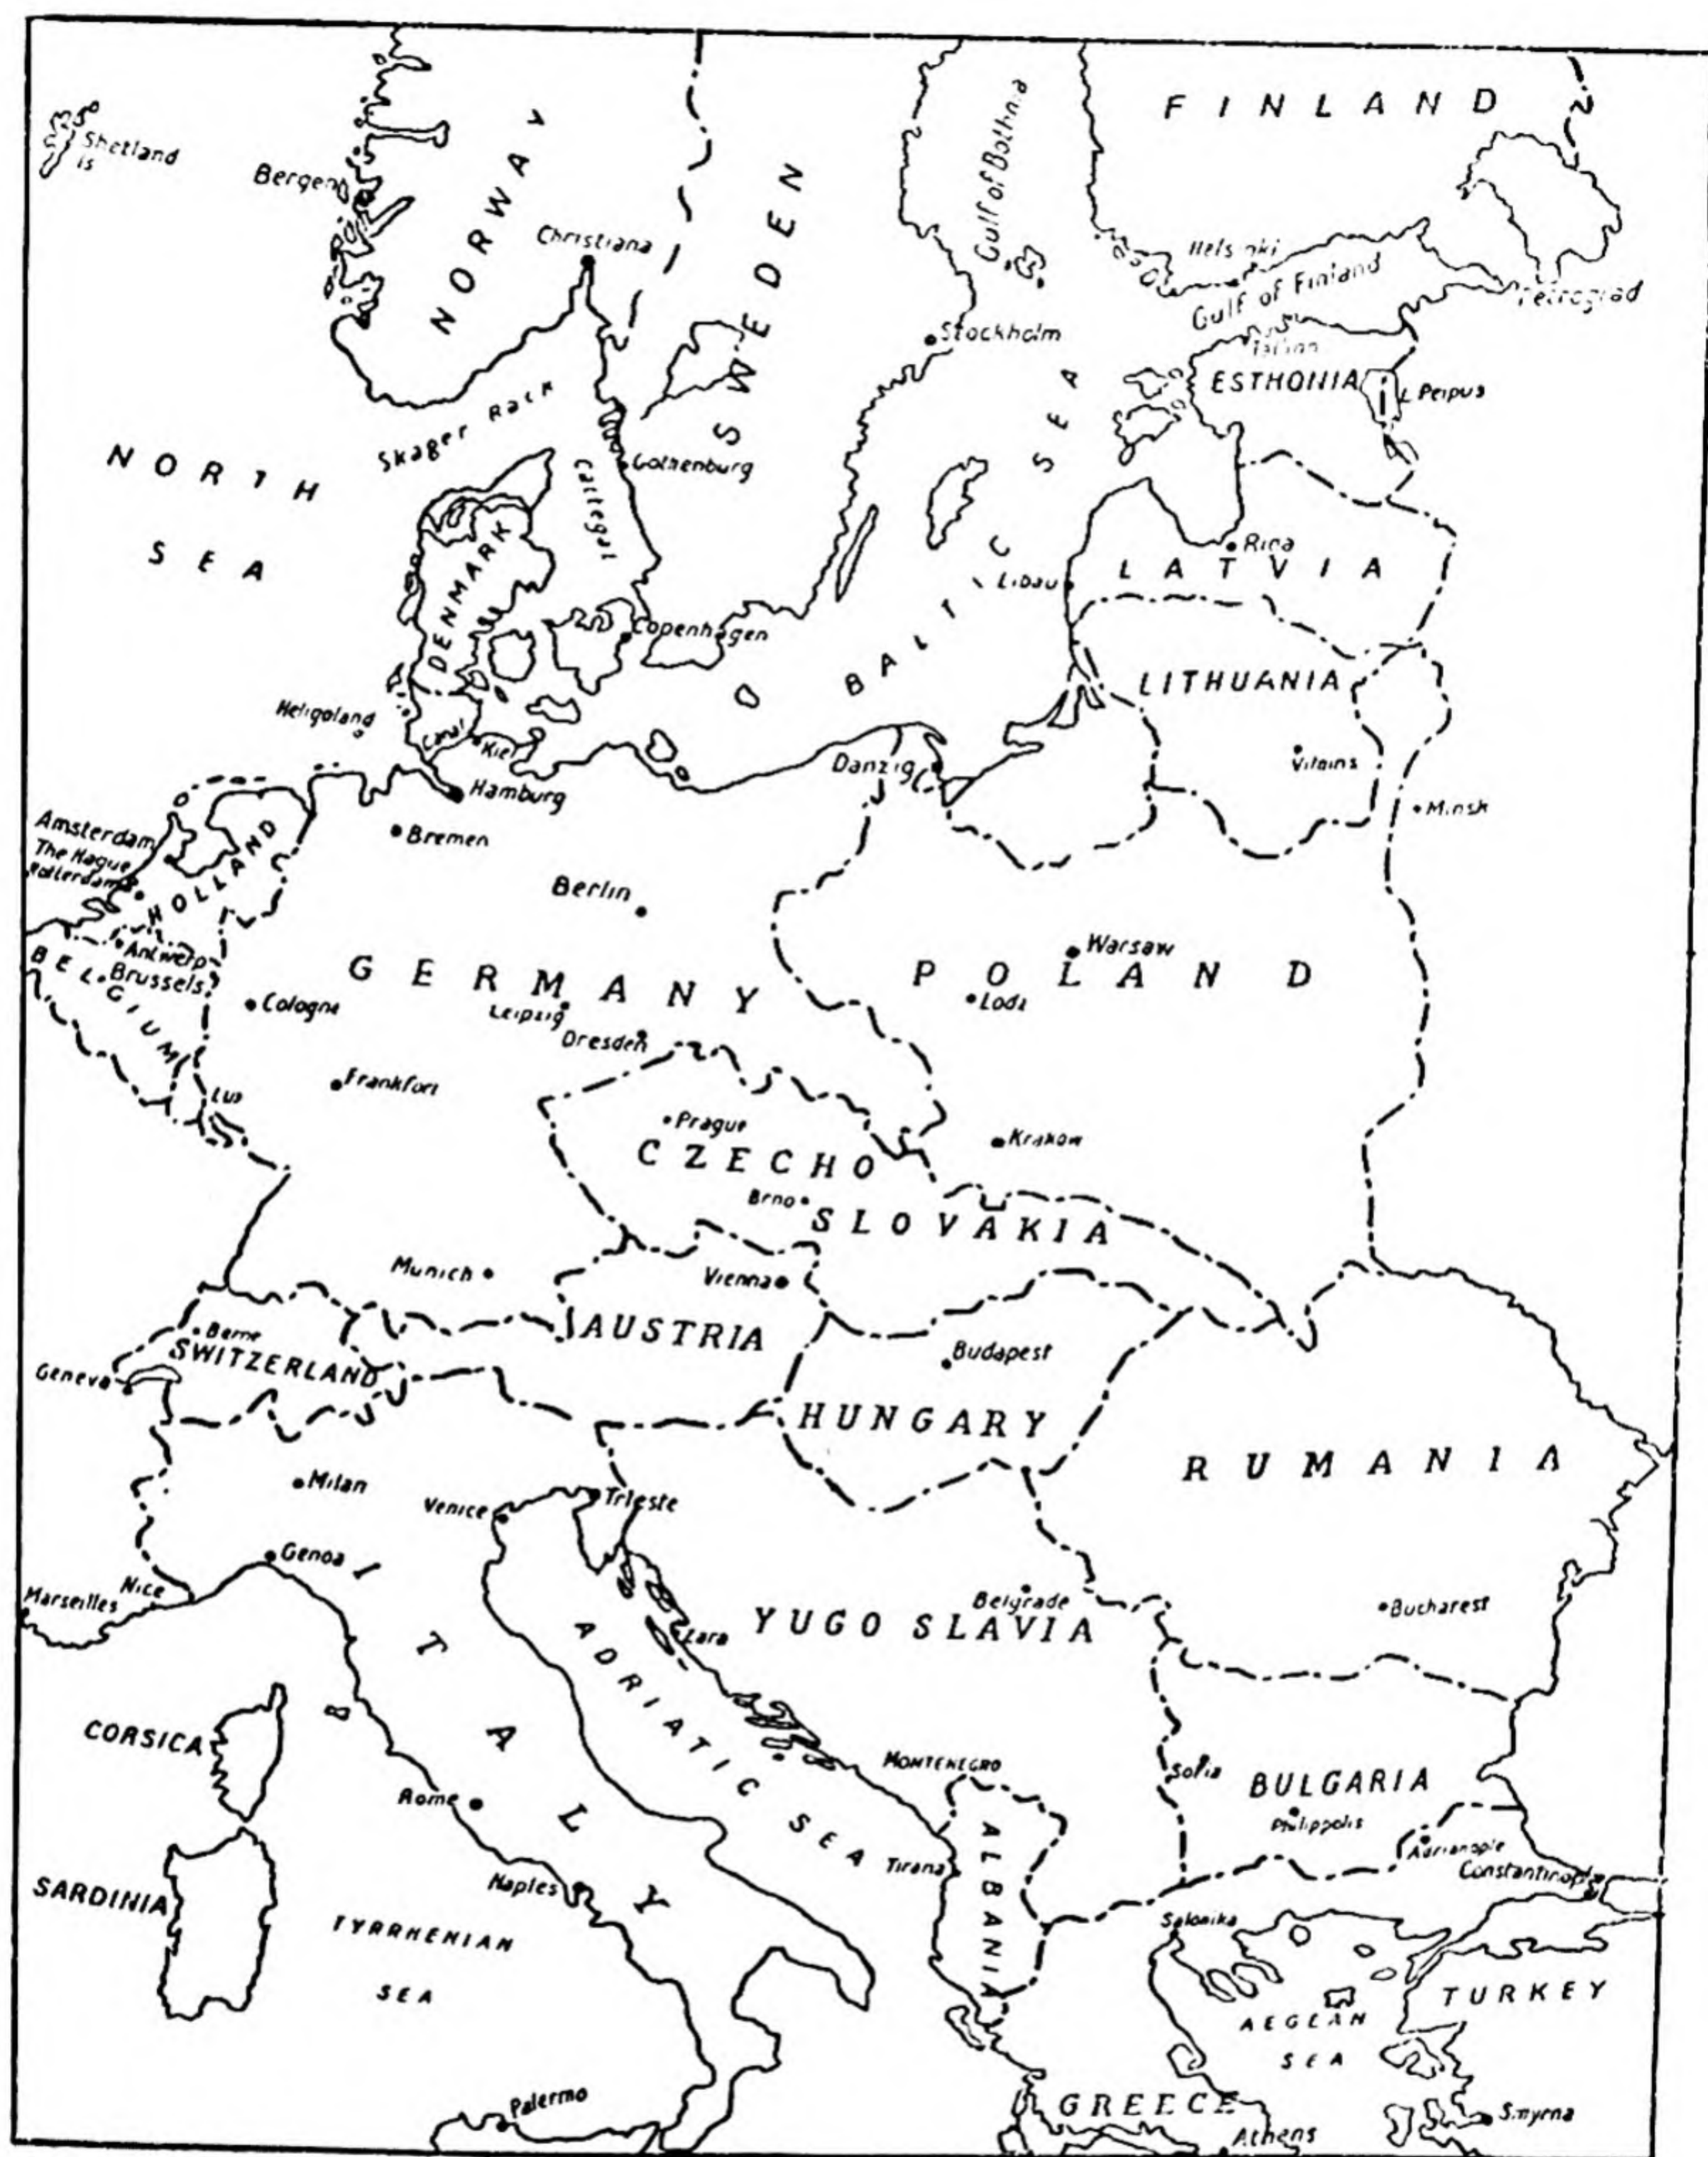 FINLAND
Shetland
Is
NORWAY
Bergen
SWEDEN
Gulf of Bothnia
Christiana
Helsinki
Gulf of Finland
Petrograd
Stockholm
Tallinn
ESTHONIA
L Peipus
Skager Rack
NORTH
SEA
Gothenburg
Cattegat
BALTIC SEA
DENMARK
Riga
LATVIA
Libau
Copenhagen
LITHUANIA
Heligoland
Canal
Kiel
Danzig
Minsk
Hamburg
Bremen
Amsterdam
The Hague
Rotterdam
HOLLAND
Berlin
Antwerp
Brussels
BELGIUM
Warsaw
POLAND
GERMANY
Lodz
Cologne
Leipzig
Dresden
Frankfort
Lux
Prague
Krakow
CZECHO
Brno
SLOVAKIA
Munich
Vienna
Berne
AUSTRIA
SWITZERLAND
Geneva
Budapest
HUNGARY
RUMANIA
Milan
Venice
Trieste
Genoa
ITALY
Nice
Marseilles
Belgrade
Bucharest
YUGO SLAVIA
Zara
ADRIATIC SEA
CORSICA
MONTENEGRO
Sofia
BULGARIA
Rome
Philippolis
Adrianople
Constantinople
ALBANIA
Tirana
SARDINIA
Naples
Salonika
TYRRHENIAN
SEA
TURKEY
AEGEAN
SEA
GREECE
Palermo
Smyrna
Athens